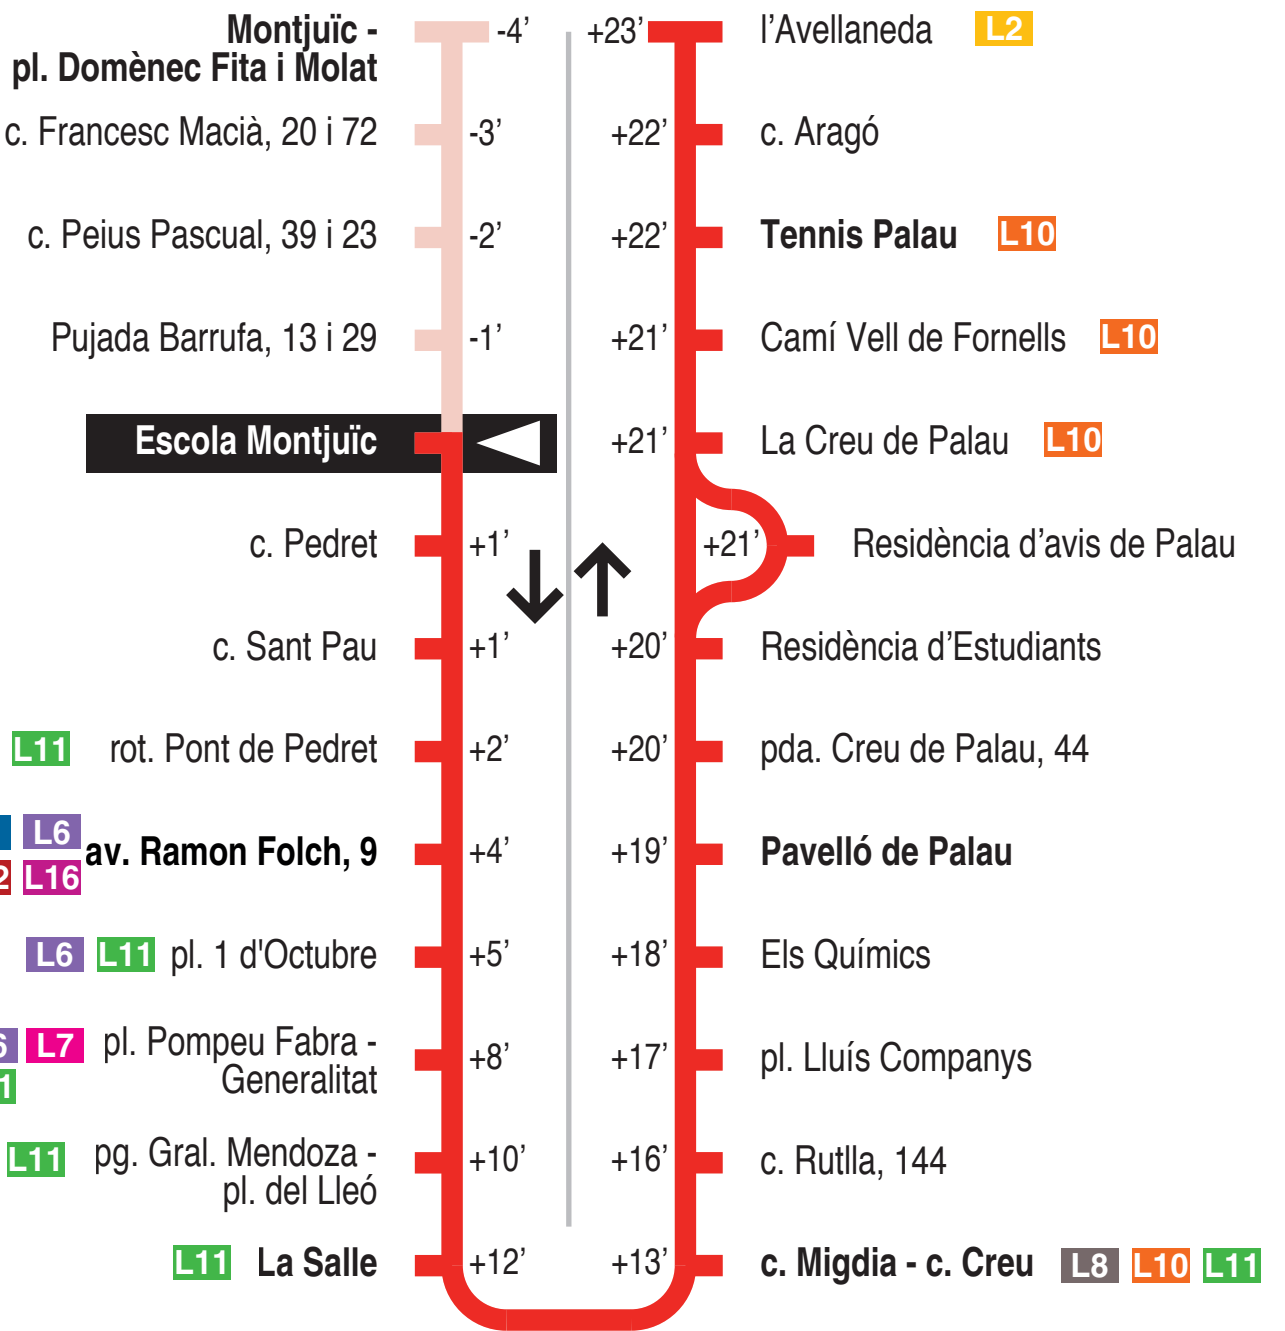 Montjuïc -
pl. Domènec Fita i Molat
-4’
c. Francesc Macià, 20 i 72
-3’
c. Peius Pascual, 39 i 23
-2’
Pujada Barrufa, 13 i 29
-1’
Escola Montjuïc
c. Pedret
+1’
c. Sant Pau
+1’
L11 rot. Pont de Pedret
+2’
L6
L16
av. Ramon Folch, 9
+4’
L6 L11 pl. 1 d'Octubre
+5’
L7 pl. Pompeu Fabra -
Generalitat
+8’
L11 pg. Gral. Mendoza -
pl. del Lleó
+10’
L11 La Salle
+12’
+23’ l’Avellaneda L2
+22’ c. Aragó
+22’ Tennis Palau L10
+21’ Camí Vell de Fornells L10
+21’ La Creu de Palau L10
+21’ Residència d’avis de Palau
+20’ Residència d’Estudiants
+20’ pda. Creu de Palau, 44
+19’ Pavelló de Palau
+18’ Els Químics
+17’ pl. Lluís Companys
+16’ c. Rutlla, 144
+13’ c. Migdia - c. Creu L8 L10 L11